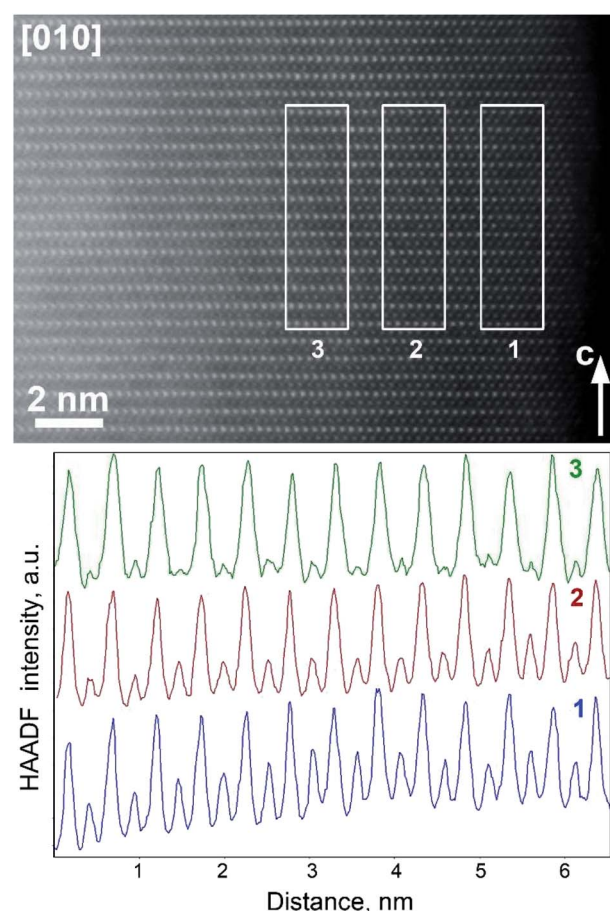 [010]
3 2 1
c
2 nm
3
2
1
HAADF intensity, a.u.
1 2 3 4 5 6
Distance, nm